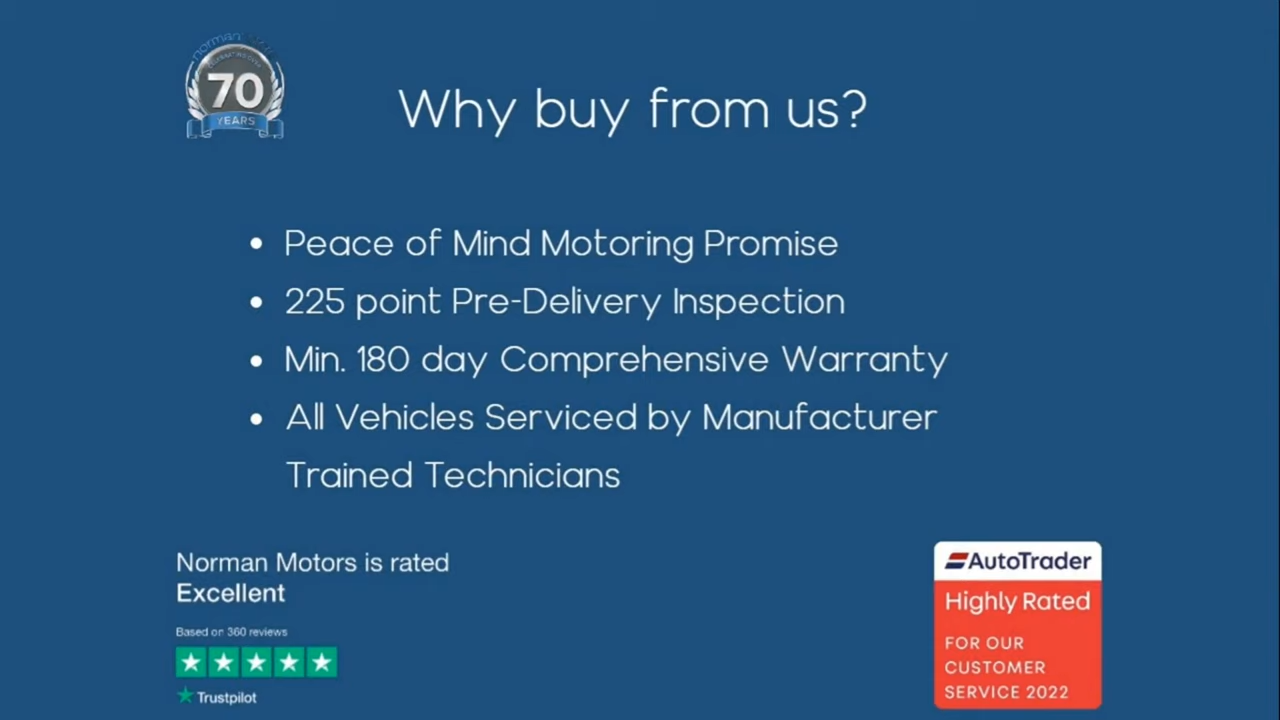 norman
70
YEARS
Why buy from us?
• Peace of Mind Motoring Promise
• 225 point Pre-Delivery Inspection
• Min. 180 day Comprehensive Warranty
• All Vehicles Serviced by Manufacturer
Trained Technicians
Norman Motors is rated
Excellent
Based on 360 reviews
Trustpilot
AutoTrader
Highly Rated
FOR OUR
CUSTOMER
SERVICE 2022